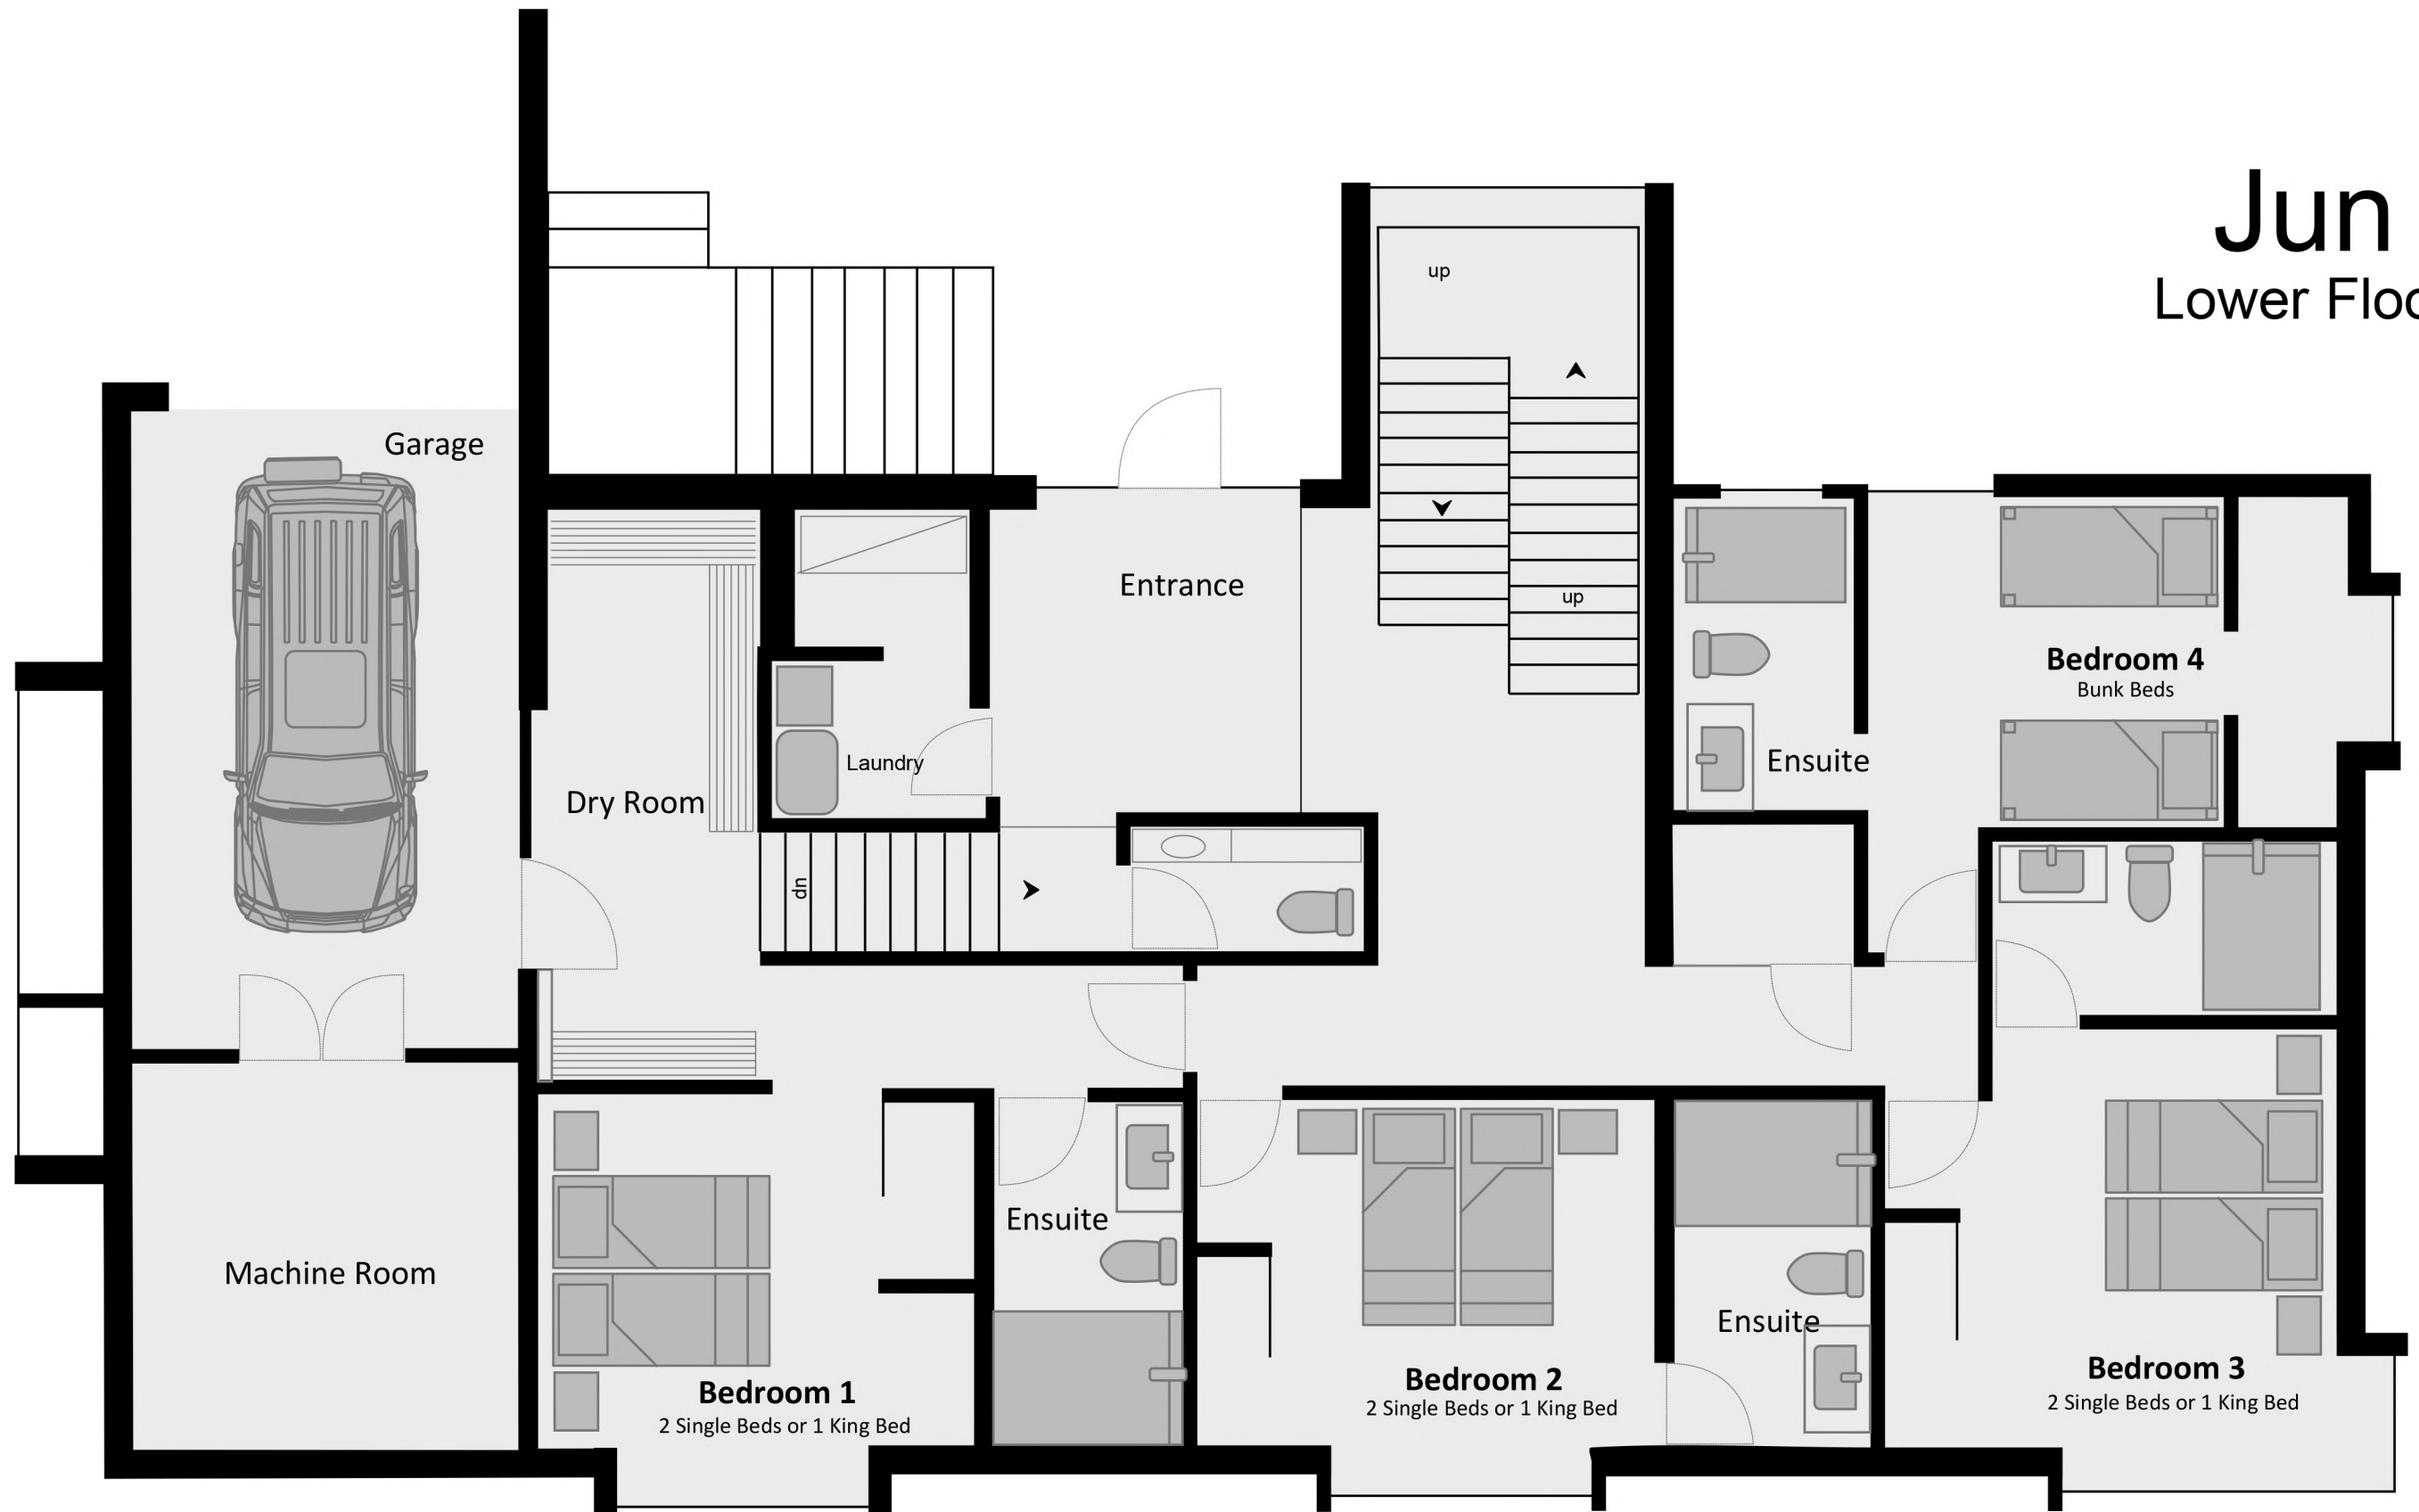 Jun
Lower Floo
up
Garage
Entrance
up
Bedroom 4
Bunk Beds
Laundry
Ensuite
Dry Room
dn
Ensuite
Machine Room
Ensuite
Bedroom 1
2 Single Beds or 1 King Bed
Bedroom 2
2 Single Beds or 1 King Bed
Bedroom 3
2 Single Beds or 1 King Bed